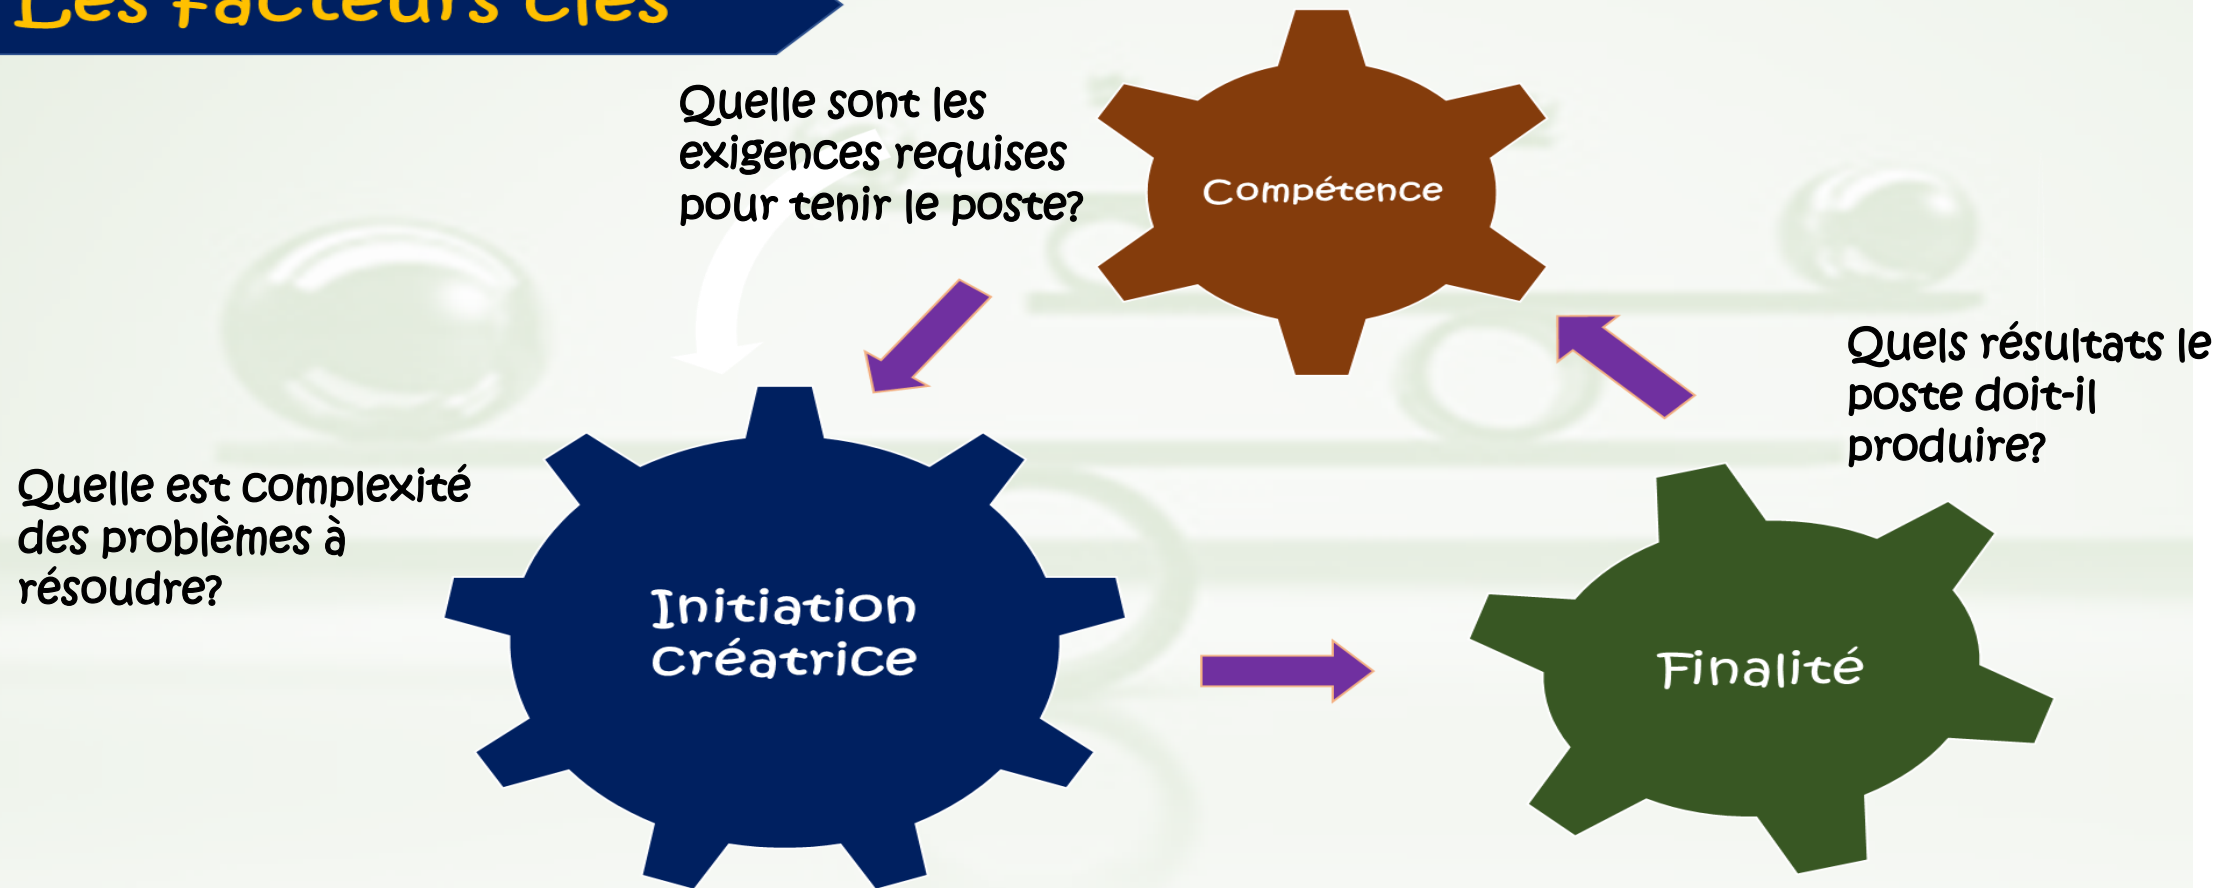 Les facteurs clés
Quelle sont les
exigences requises
pour tenir le poste?
Compétence
Quels résultats le
poste doit-il
produire?
Quelle est complexité
des problèmes à
résoudre?
Initiation
créatrice
Finalité